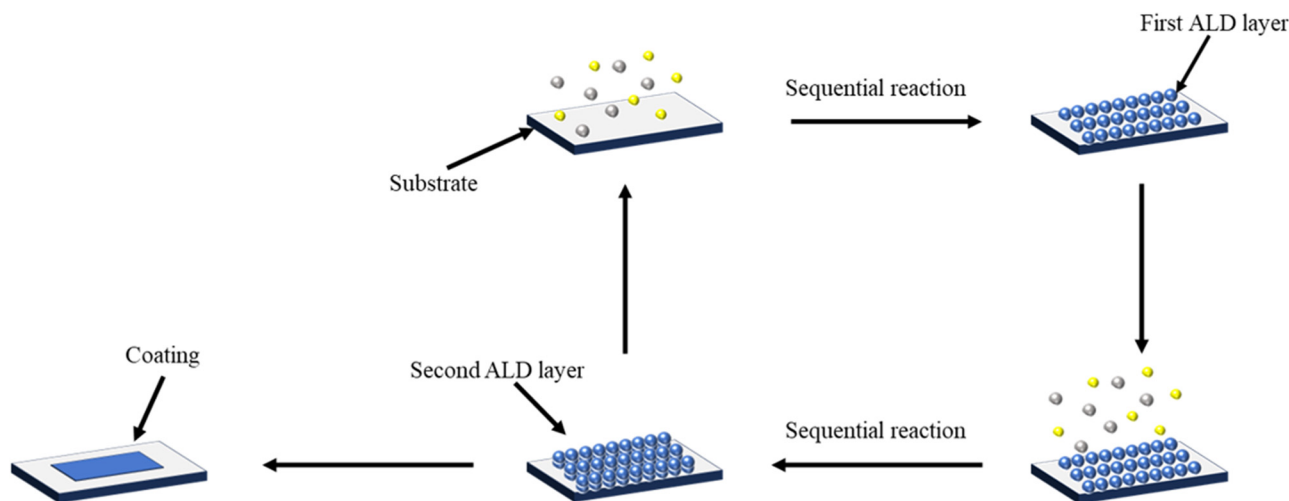 First ALD layer
Sequential reaction
Substrate
Coating
Second ALD layer
Sequential reaction